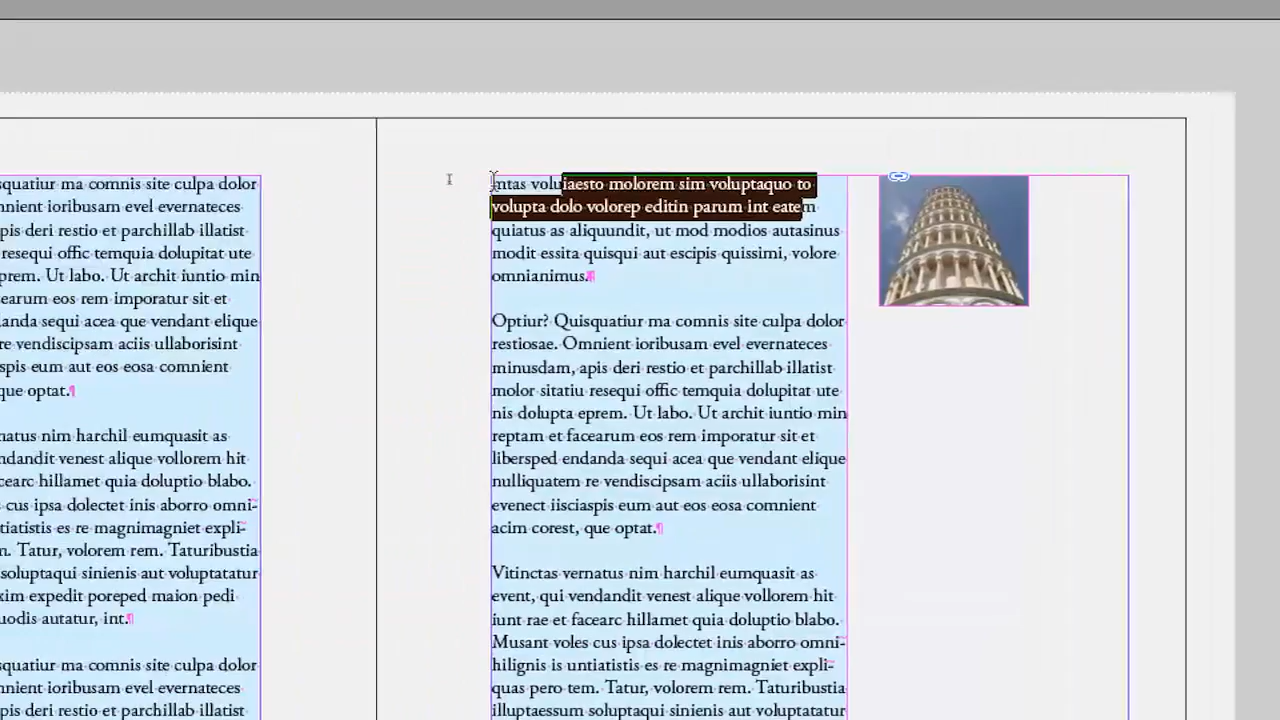 squatiur ma comnis site culpa dolor
nnient ioribusam evel evernateces
pis deri restio et parchillab illatist
resequi offic temquia dolupitat ute
prem. Ut labo. Ut archit iuntio min
earum eos rem imporatur sit et
anda sequi acea que vendant elique
re vendiscipsam aciis ullaborisint
spis eum aut eos eosa comnient
que optat.¶
natus nim harchil eumquasit as
ndandit venest alique vollorem hit
cearc hillamet quia doluptio blabo.
cus ipsa dolectet inis aborro omni-
tiatistis es re magnimagniet expli-
n. Tatur, volorem rem. Taturibustia
soluptaqui sinienis aut voluptatatur
xim expedit poreped maion pedi
uodis autatur, int.¶
squatiur ma comnis site culpa dolor
nnient ioribusam evel evernateces
pis deri restio et parchillab illatist
ntas voluiaesto molorem sim voluptaquo to
volupta dolo volorep editin parum int eatem
quiatus as aliquundit, ut mod modios autasinus
modit essita quisqui aut escipis quissimi, volore
omnianimus.¶
Optiur? Quisquatiur ma comnis site culpa dolor
restiosae. Omnient ioribusam evel evernateces
minusdam, apis deri restio et parchillab illatist
molor sitatiu resequi offic temquia dolupitat ute
nis dolupta eprem. Ut labo. Ut archit iuntio min
reptam et facearum eos rem imporatur sit et
libersped endanda sequi acea que vendant elique
nulliquatem re vendiscipsam aciis ullaborisint
evenect iisciaspis eum aut eos eosa comnient
acim corest, que optat.¶
Vitinctas vernatus nim harchil eumquasit as
event, qui vendandit venest alique vollorem hit
iunt rae et facearc hillamet quia doluptio blabo.
Musant voles cus ipsa dolectet inis aborro omni-
hilignis is untiatistis es re magnimagniet expli-
quas pero tem. Tatur, volorem rem. Taturibustia
illuptaessum soluptaqui sinienis aut voluptatatur